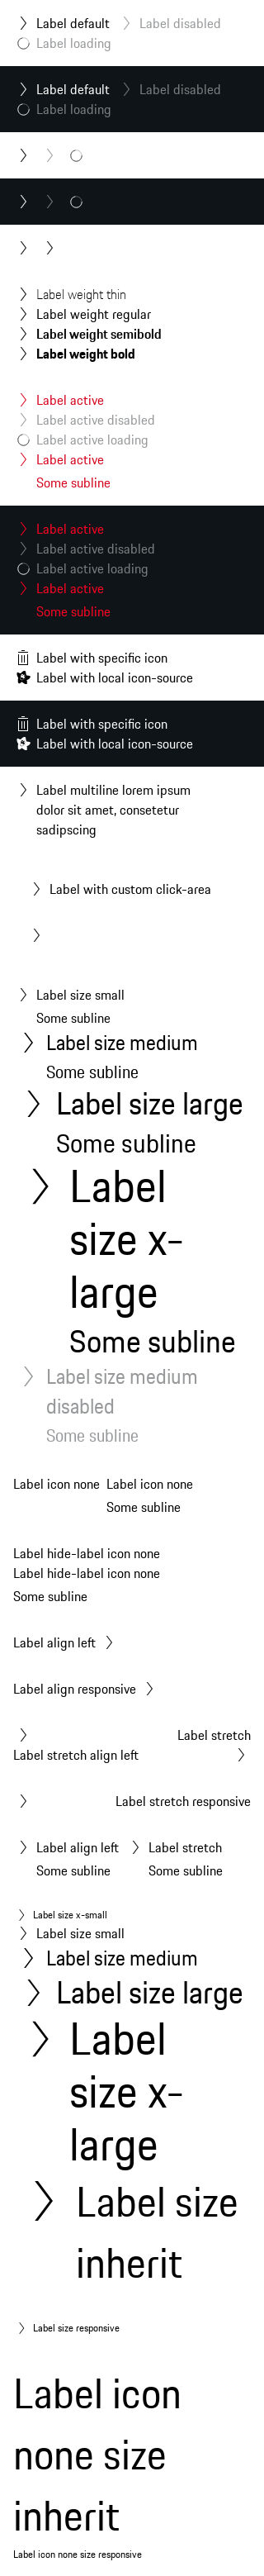 Label default Label disabled
Label loading
Label default Label disabled
Label loading
Label weight thin
Label weight regular
Label weight semibold
Label weight bold
Label active
Label active disabled
Label active loading
Label active
Some subline
Label active
Label active disabled
Label active loading
Label active
Some subline
Label with specific icon
Label with local icon-source
Label with specific icon
Label with local icon-source
Label multiline lorem ipsum
dolor sit amet, consetetur
sadipscing
Label with custom click-area
Label size small
Some subline
Label size medium
Some subline
Label size large
Some subline
Label
size x-
large
Some subline
Label size medium
disabled
Some subline
Label icon none Label icon none
Some subline
Label hide-label icon none
Label hide-label icon none
Some subline
Label align left
Label align responsive
Label stretch
Label stretch align left
Label stretch responsive
Label align left Label stretch
Some subline Some subline
Label size x-small
Label size small
Label size medium
Label size large
Label
size x-
large
Label size
inherit
Label size responsive
Label icon
none size
inherit
Label icon none size responsive